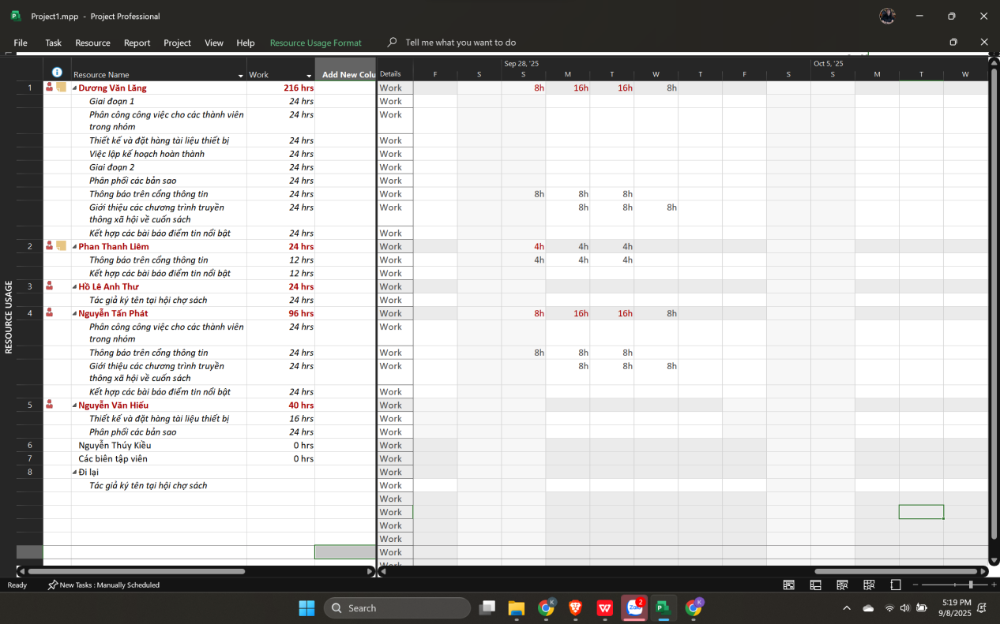 Project1.mpp - Project Professional
File Task Resource Report Project View Help Resource Usage Format Tell me what you want to do
Sep 28, '25 Oct 5, '25
Resource Name Work Add New Colu Details F S S M T W T F S S M T W
1 Dương Văn Lăng 216 hrs Work 8h 16h 16h 8h
Giai đoạn 1 24 hrs Work
Phân công công việc cho các thành viên 24 hrs Work
trong nhóm
Thiết kế và đặt hàng tài liệu thiết bị 24 hrs Work
Việc lập kế hoạch hoàn thành 24 hrs Work
Giai đoạn 2 24 hrs Work
Phân phối các bản sao 24 hrs Work
Thông báo trên cổng thông tin 24 hrs Work 8h 8h 8h
Giới thiệu các chương trình truyền 24 hrs Work 8h 8h 8h
thông xã hội về cuốn sách
Kết hợp các bài báo điểm tin nổi bật 24 hrs Work
2 Phan Thanh Liêm 24 hrs Work 4h 4h 4h
Thông báo trên cổng thông tin 12 hrs Work 4h 4h 4h
Kết hợp các bài báo điểm tin nổi bật 12 hrs Work
3 Hồ Lê Anh Thư 24 hrs Work
Tác giả ký tên tại hội chợ sách 24 hrs Work
4 Nguyễn Tấn Phát 96 hrs Work 8h 16h 16h 8h
Phân công công việc cho các thành viên 24 hrs Work
trong nhóm
Thông báo trên cổng thông tin 24 hrs Work 8h 8h 8h
Giới thiệu các chương trình truyền 24 hrs Work 8h 8h 8h
thông xã hội về cuốn sách
Kết hợp các bài báo điểm tin nổi bật 24 hrs Work
5 Nguyễn Văn Hiếu 40 hrs Work
Thiết kế và đặt hàng tài liệu thiết bị 16 hrs Work
Phân phối các bản sao 24 hrs Work
6 Nguyễn Thúy Kiều 0 hrs Work
7 Các biên tập viên 0 hrs Work
8 Đi lại Work
Tác giả ký tên tại hội chợ sách Work
Work
Work
Work
Work
Work
Work
RESOURCE USAGE
Ready New Tasks : Manually Scheduled
Search K Zalo 2 P K 5:19 PM
9/8/2025